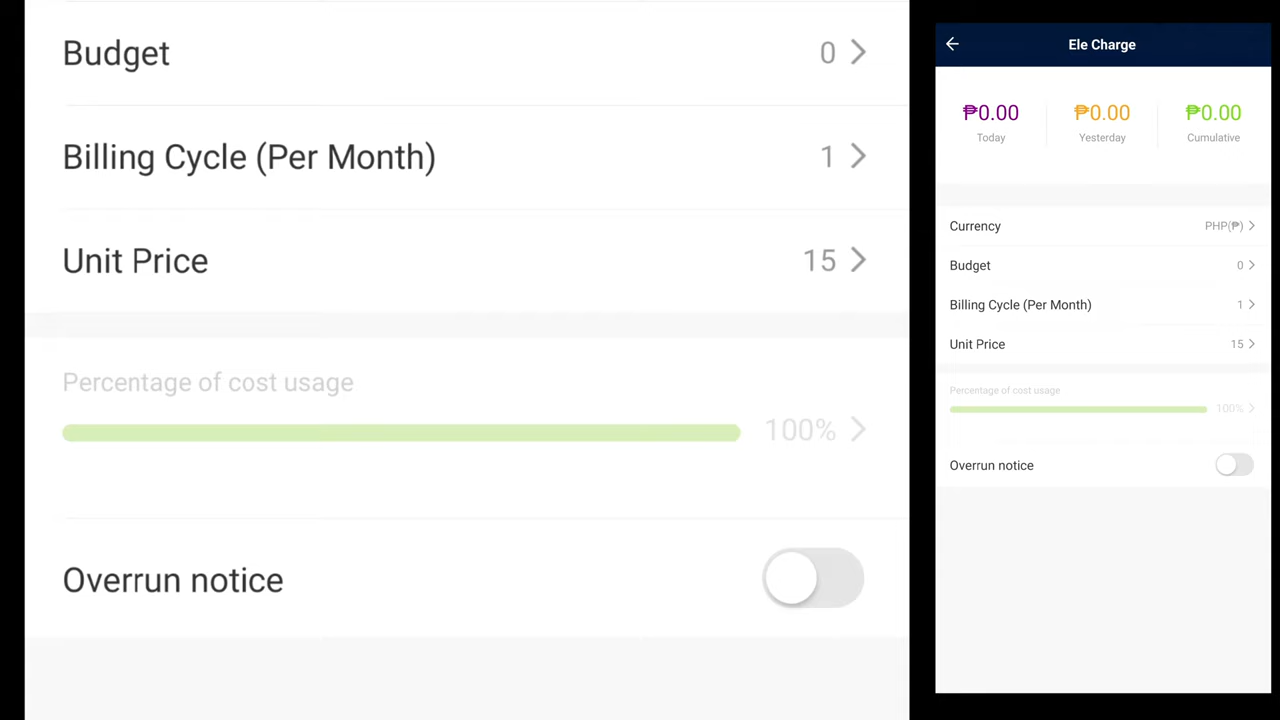 Budget 0
Billing Cycle (Per Month) 1
Unit Price 15
Percentage of cost usage
100%
Overrun notice
Ele Charge
₱0.00 ₱0.00 ₱0.00
Today Yesterday Cumulative
Currency PHP(₱)
Budget 0
Billing Cycle (Per Month) 1
Unit Price 15
Percentage of cost usage
100%
Overrun notice